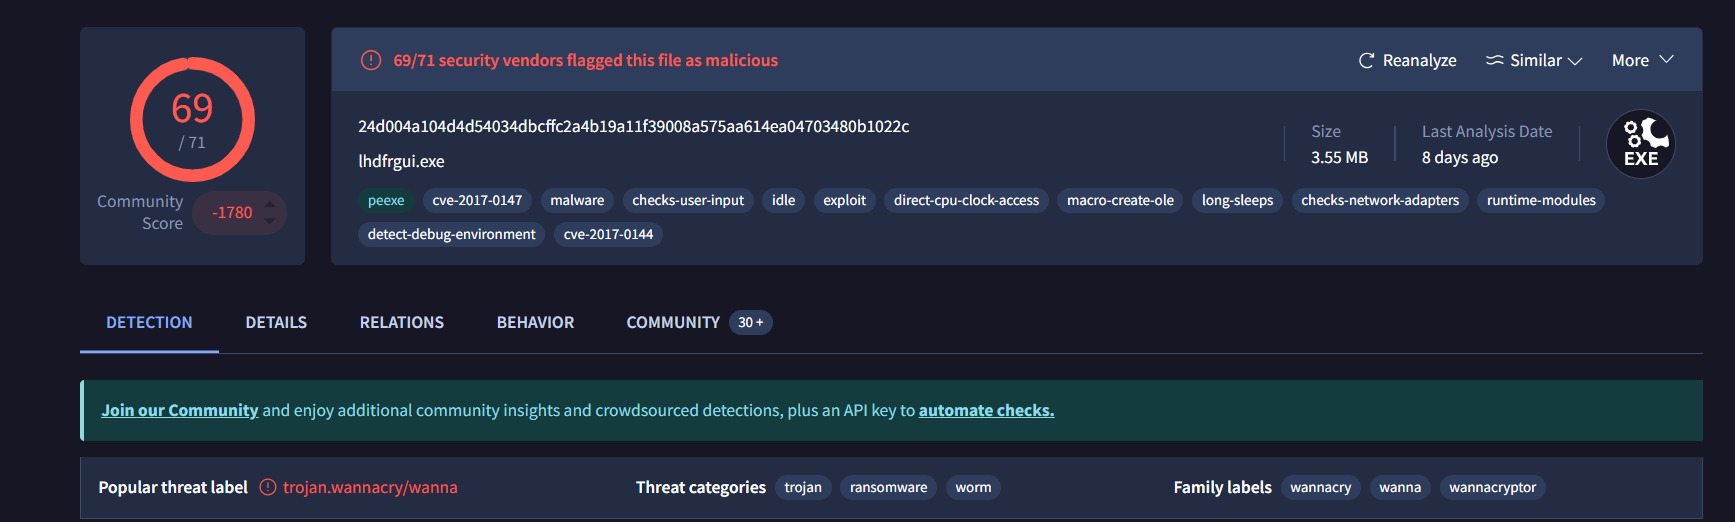 69/71 security vendors flagged this file as malicious
Reanalyze
Similar
More
69
/ 71
Community
Score
-1780
24d004a104d4d54034dbcffc2a4b19a11f39008a575aa614ea04703480b1022c
lhdfrgui.exe
Size
3.55 MB
Last Analysis Date
8 days ago
EXE
peexe cve-2017-0147 malware checks-user-input idle exploit direct-cpu-clock-access macro-create-ole long-sleeps checks-network-adapters runtime-modules
detect-debug-environment cve-2017-0144
DETECTION DETAILS RELATIONS BEHAVIOR COMMUNITY 30 +
Join our Community and enjoy additional community insights and crowdsourced detections, plus an API key to automate checks.
Popular threat label trojan.wannacry/wanna
Threat categories trojan ransomware worm
Family labels wannacry wanna wannacryptor